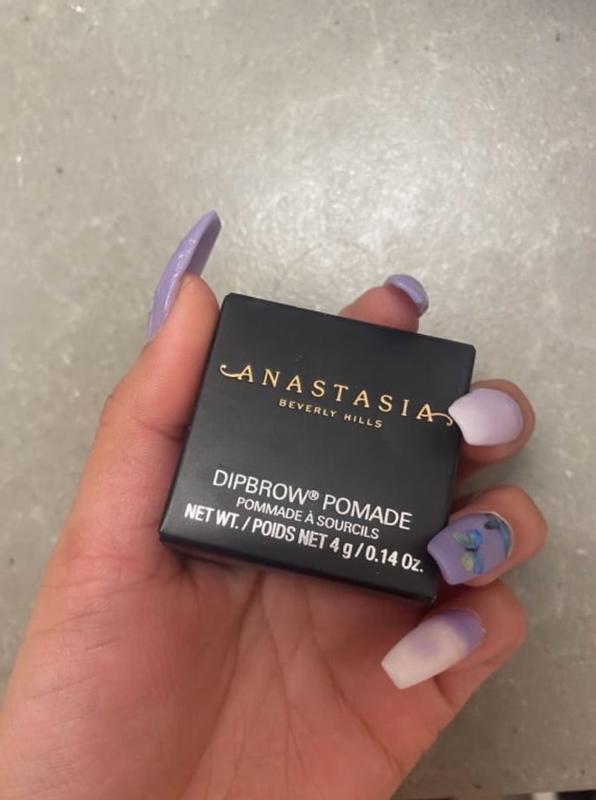 ANASTASIA
BEVERLY HILLS
DIPBROW® POMADE
POMMADE À SOURCILS
NET WT. / POIDS NET 4 g / 0.14 Oz.